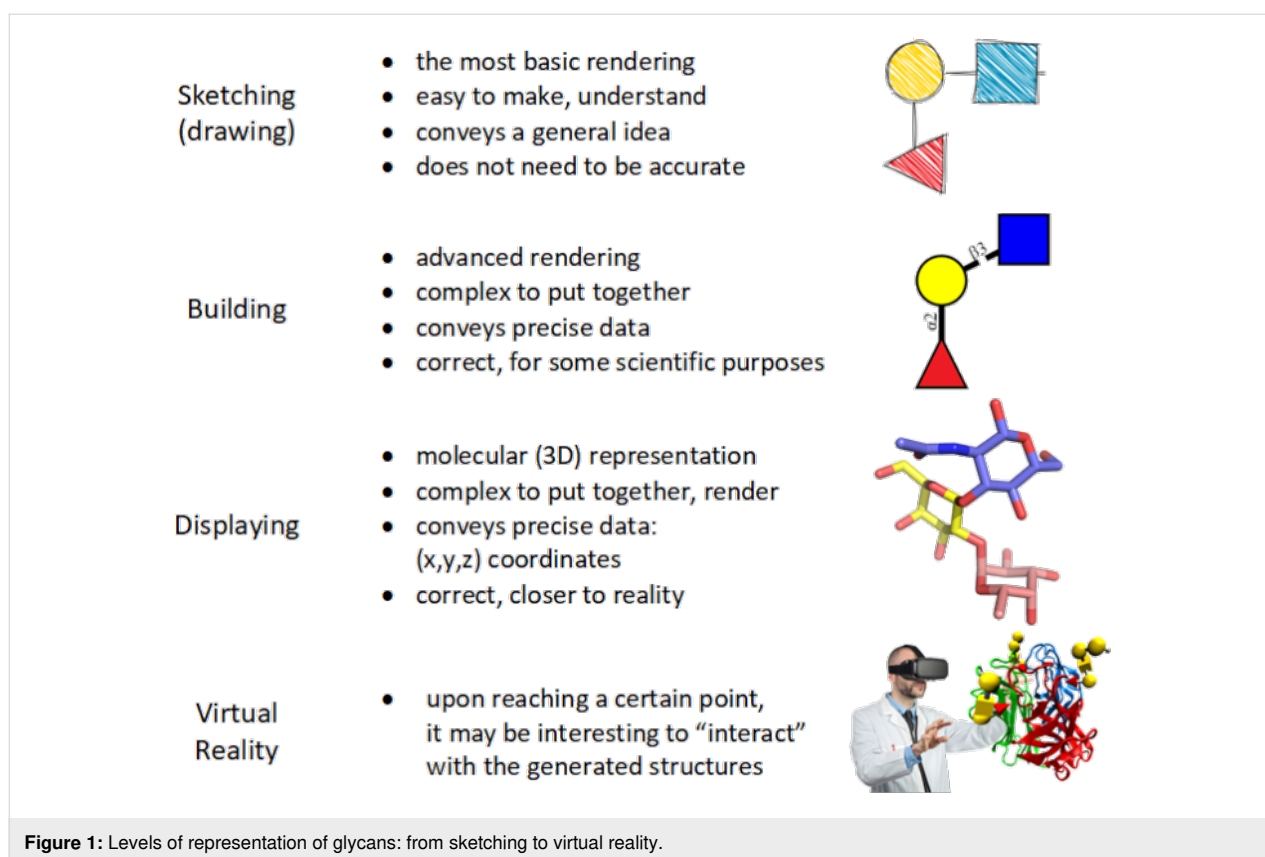 Sketching
(drawing)
● the most basic rendering
● easy to make, understand
● conveys a general idea
● does not need to be accurate
Building
● advanced rendering
● complex to put together
● conveys precise data
● correct, for some scientific purposes
β3
α2
Displaying
● molecular (3D) representation
● complex to put together, render
● conveys precise data:
(x,y,z) coordinates
● correct, closer to reality
Virtual
Reality
● upon reaching a certain point,
it may be interesting to “interact”
with the generated structures
Figure 1: Levels of representation of glycans: from sketching to virtual reality.